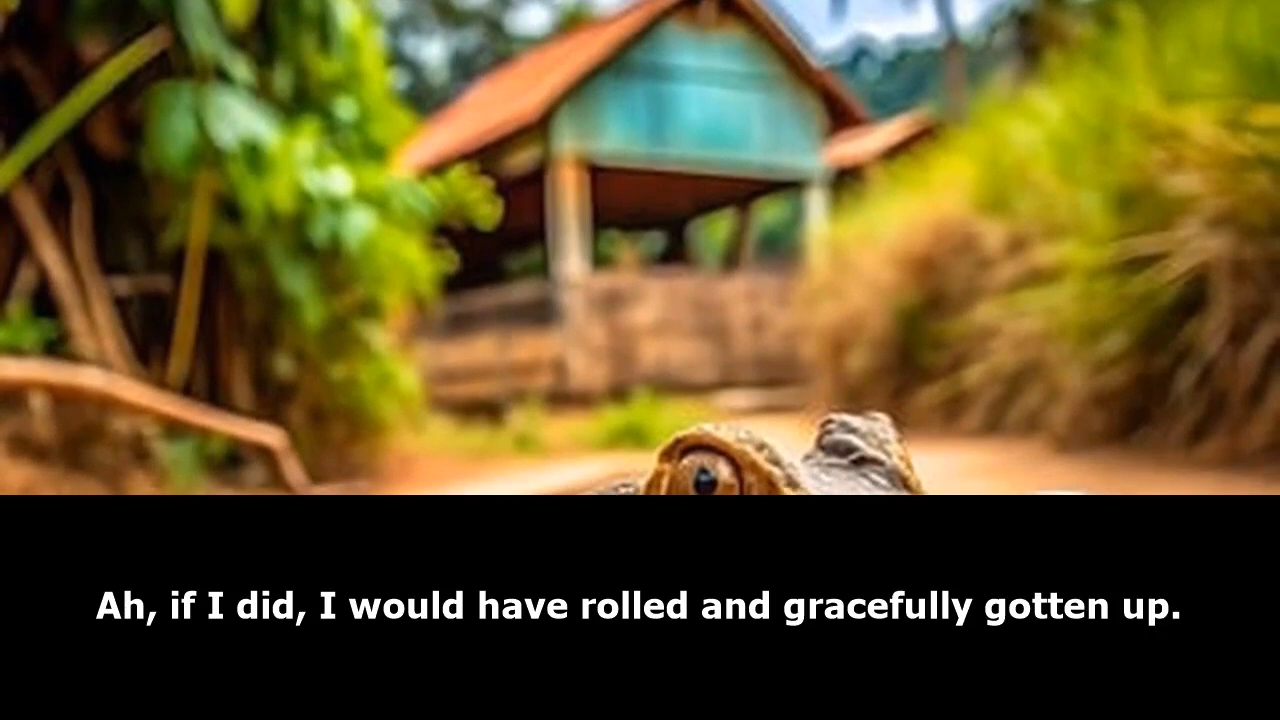 Ah, if I did, I would have rolled and gracefully gotten up.